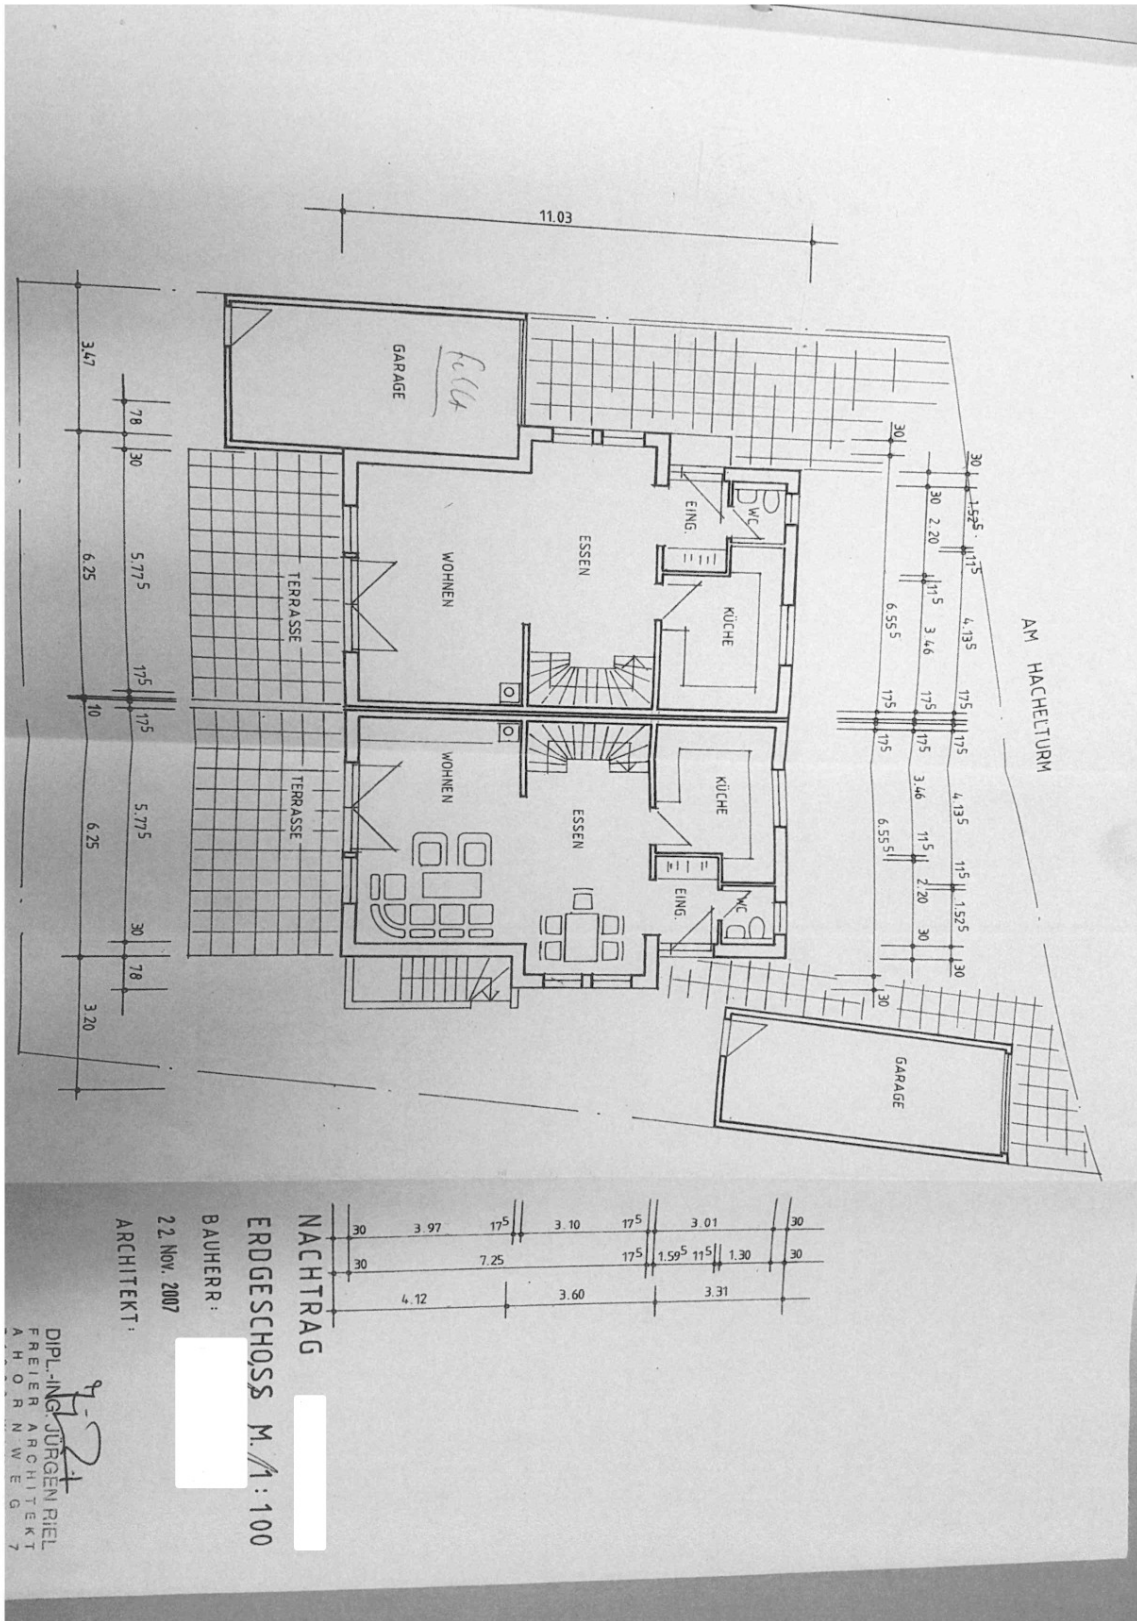 AM HACHELTURM
30
1.52⁵
11⁵
4.13⁵
17⁵
17⁵
4.13⁵
11⁵
1.52⁵
30
30
2.20
11⁵
3.46
17⁵
17⁵
3.46
11⁵
2.20
30
30
6.55⁵
17⁵
17⁵
6.55⁵
30
11.03
WC
KÜCHE
KÜCHE
WC
GARAGE
EING.
EING.
ESSEN
ESSEN
GARAGE
fällt
WOHNEN
WOHNEN
TERRASSE
TERRASSE
78
30
5.77⁵
17⁵
17⁵
5.77⁵
30
78
3.47
6.25
10
6.25
3.20
30
3.01
17⁵
3.10
17⁵
3.97
30
30
1.30
11⁵
1.59⁵
17⁵
7.25
30
3.31
3.60
4.12
NACHTRAG
ERDGESCHOSS M. 1:100
BAUHERR:
22. Nov. 2007
ARCHITEKT:
DIPL.-ING. JÜRGEN RIEL
FREIER ARCHITEKT
AHORNWEG 7